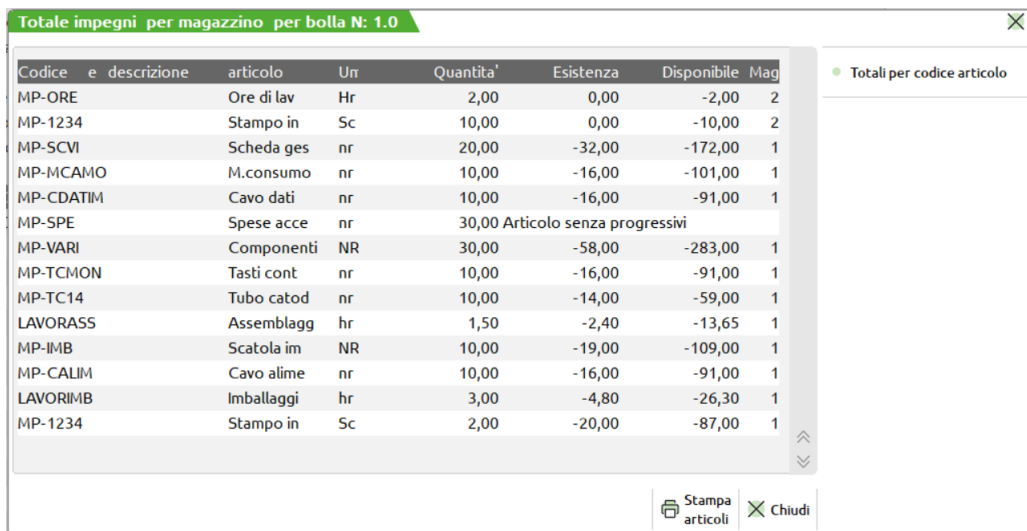 Totale impegni per magazzino per bolla N: 1.0
Codice e descrizione articolo Um Quantita' Esistenza Disponibile Mag
MP-ORE Ore di lav Hr 2,00 0,00 -2,00 2
MP-1234 Stampo in Sc 10,00 0,00 -10,00 2
MP-SCVI Scheda ges nr 20,00 -32,00 -172,00 1
MP-MCAMO M.consumo nr 10,00 -16,00 -101,00 1
MP-CDATIM Cavo dati nr 10,00 -16,00 -91,00 1
MP-SPE Spese acce nr 30,00 Articolo senza progressivi
MP-VARI Componenti NR 30,00 -58,00 -283,00 1
MP-TCMON Tasti cont nr 10,00 -16,00 -91,00 1
MP-TC14 Tubo catod nr 10,00 -14,00 -59,00 1
LAVORASS Assemblagg hr 1,50 -2,40 -13,65 1
MP-IMB Scatola im NR 10,00 -19,00 -109,00 1
MP-CALIM Cavo alime nr 10,00 -16,00 -91,00 1
LAVORIMB Imballaggi hr 3,00 -4,80 -26,30 1
MP-1234 Stampo in Sc 2,00 -20,00 -87,00 1
Totali per codice articolo
Stampa
articoli
Chiudi